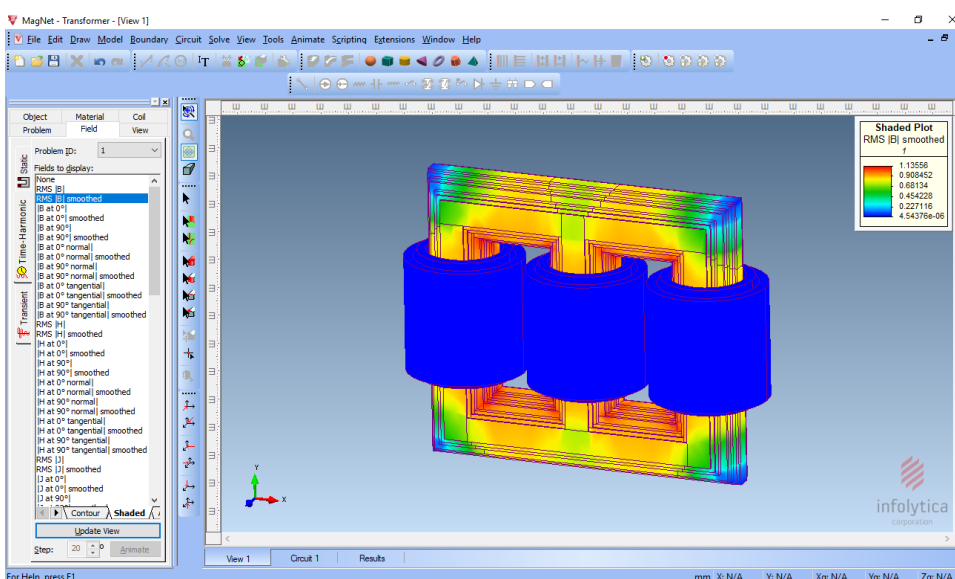 MagNet - Transformer - [View 1]
File Edit Draw Model Boundary Circuit Solve View Tools Animate Scripting Extensions Window Help
Object Material Coil
Problem Field View
Problem ID: 1
Fields to display:
None
RMS |B|
RMS |B| smoothed
|B at 0°|
|B at 0°| smoothed
|B at 90°|
|B at 90°| smoothed
|B at 0° normal|
|B at 0° normal| smoothed
|B at 90° normal|
|B at 90° normal| smoothed
|B at 0° tangential|
|B at 0° tangential| smoothed
|B at 90° tangential|
|B at 90° tangential| smoothed
RMS |H|
RMS |H| smoothed
|H at 0°|
|H at 0°| smoothed
|H at 90°|
|H at 90°| smoothed
|H at 0° normal|
|H at 0° normal| smoothed
|H at 90° normal|
|H at 90° normal| smoothed
|H at 0° tangential|
|H at 0° tangential| smoothed
|H at 90° tangential|
|H at 90° tangential| smoothed
RMS |J|
RMS |J| smoothed
|J at 0°|
|J at 0°| smoothed
|J at 90°|
Contour Shaded
Update View
Step: 20 ° Animate
Static
Time-Harmonic
Transient
Shaded Plot
RMS |B| smoothed
f
1.13556
0.908452
0.68134
0.454228
0.227116
4.54376e-06
Y
X
infolytica
corporation
View 1 Circuit 1 Results
For Help, press F1
mm X: N/A Y: N/A Xg: N/A Yg: N/A Zg: N/A